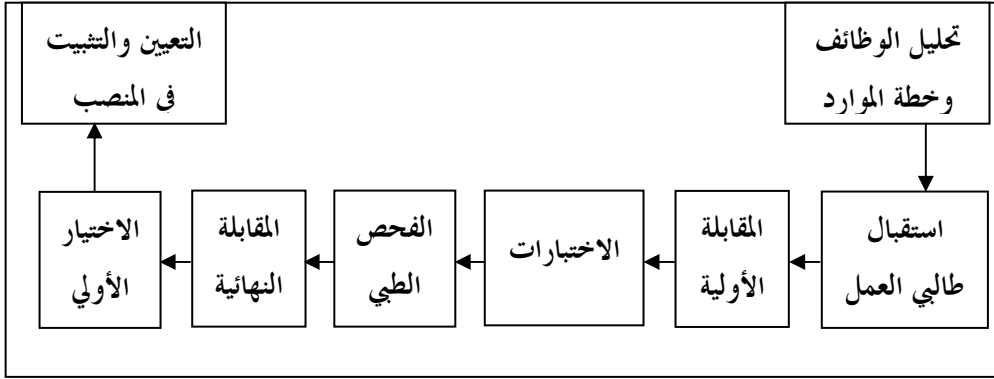 تحليل الوظائف
وخطة الموارد
استقبال
طالبي العمل
المقابلة
الأولية
الاختبارات
الفحص
الطبي
المقابلة
النهائية
الاختيار
الأولي
التعيين والتثبيت
في المنصب